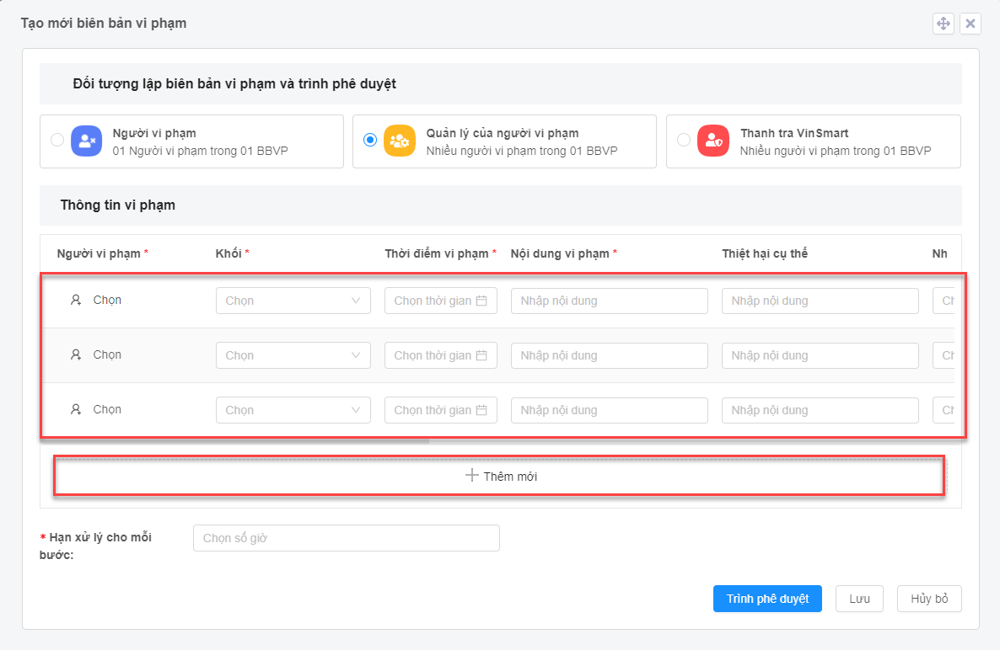 Tạo mới biên bản vi phạm
Đối tượng lập biên bản vi phạm và trình phê duyệt
Người vi phạm
01 Người vi phạm trong 01 BBVP
Quản lý của người vi phạm
Nhiều người vi phạm trong 01 BBVP
Thanh tra VinSmart
Nhiều người vi phạm trong 01 BBVP
Thông tin vi phạm
Người vi phạm * Khối * Thời điểm vi phạm * Nội dung vi phạm * Thiệt hại cụ thể Nh
Chọn Chọn Chọn thời gian Nhập nội dung Nhập nội dung Ch
Chọn Chọn Chọn thời gian Nhập nội dung Nhập nội dung Ch
Chọn Chọn Chọn thời gian Nhập nội dung Nhập nội dung Ch
Thêm mới
* Hạn xử lý cho mỗi
bước:
Chọn số giờ
Trình phê duyệt Lưu Hủy bỏ